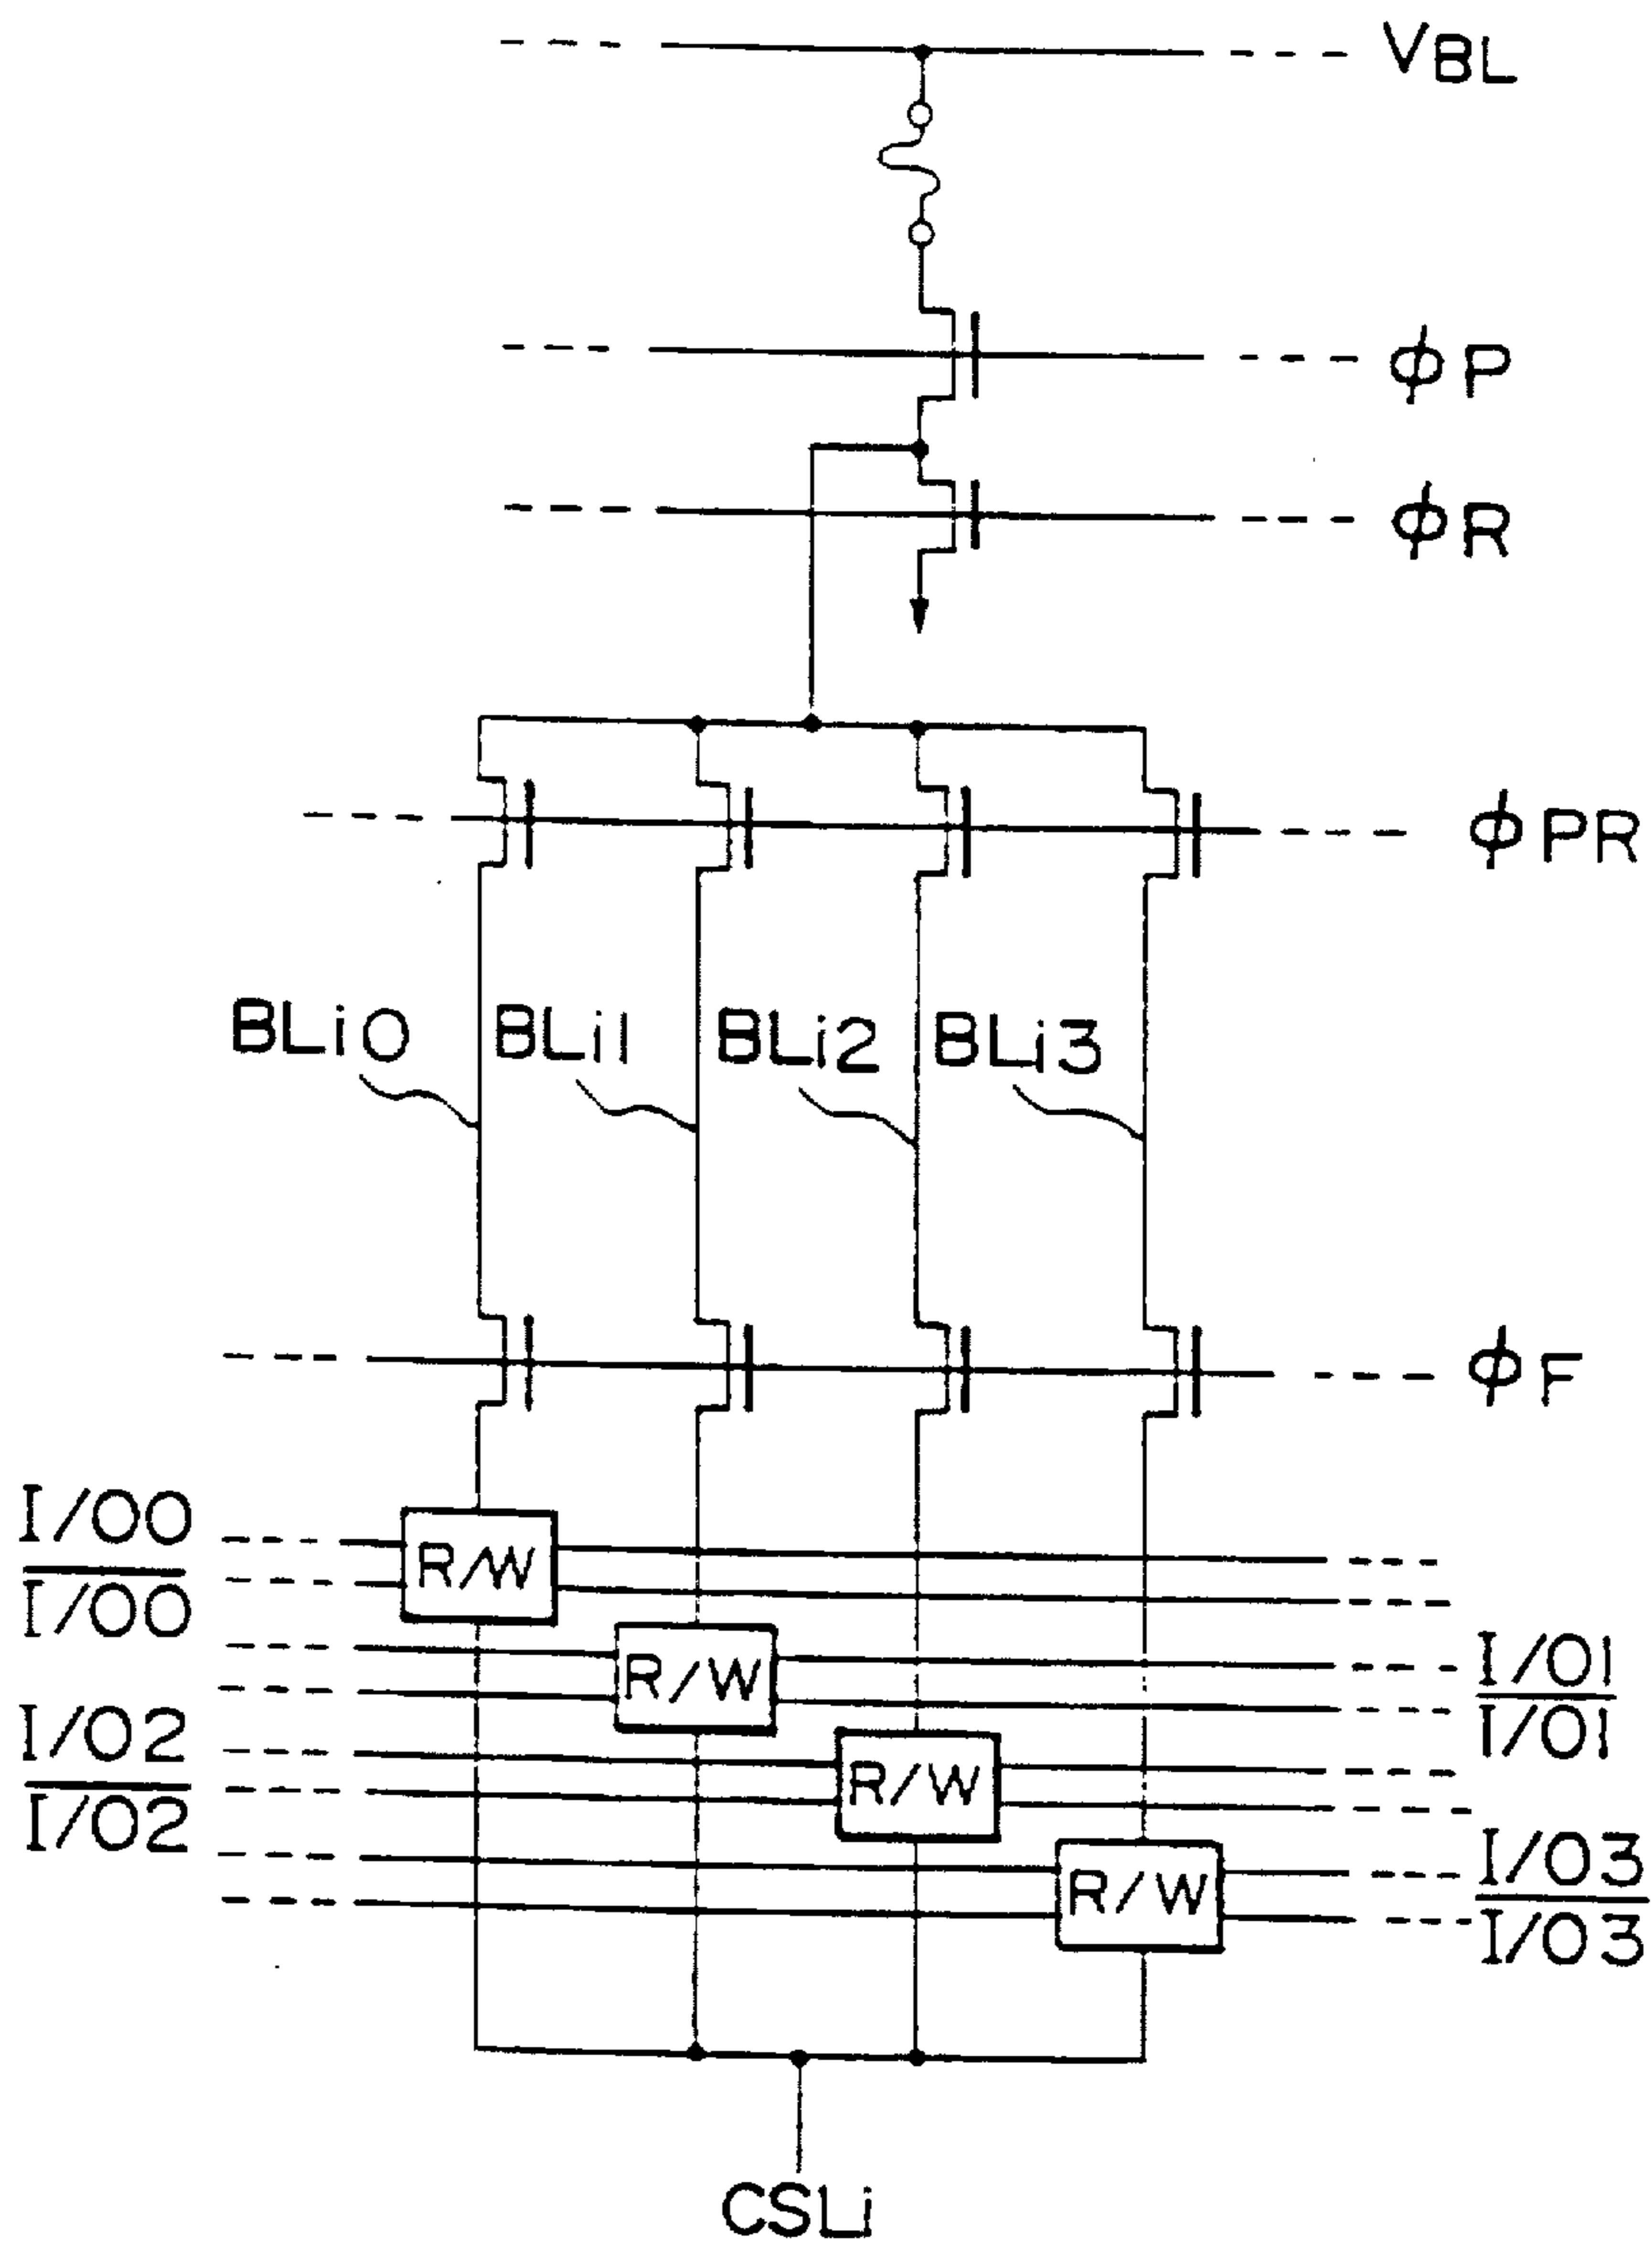 VBL
ϕP
ϕR
ϕPR
BLi0 BLi1 BLi2 BLi3
ϕF
I/O0
R/W
I/O0
R/W
I/O1
I/O2
I/O1
R/W
I/O2
I/O3
R/W
I/O3
CSLi